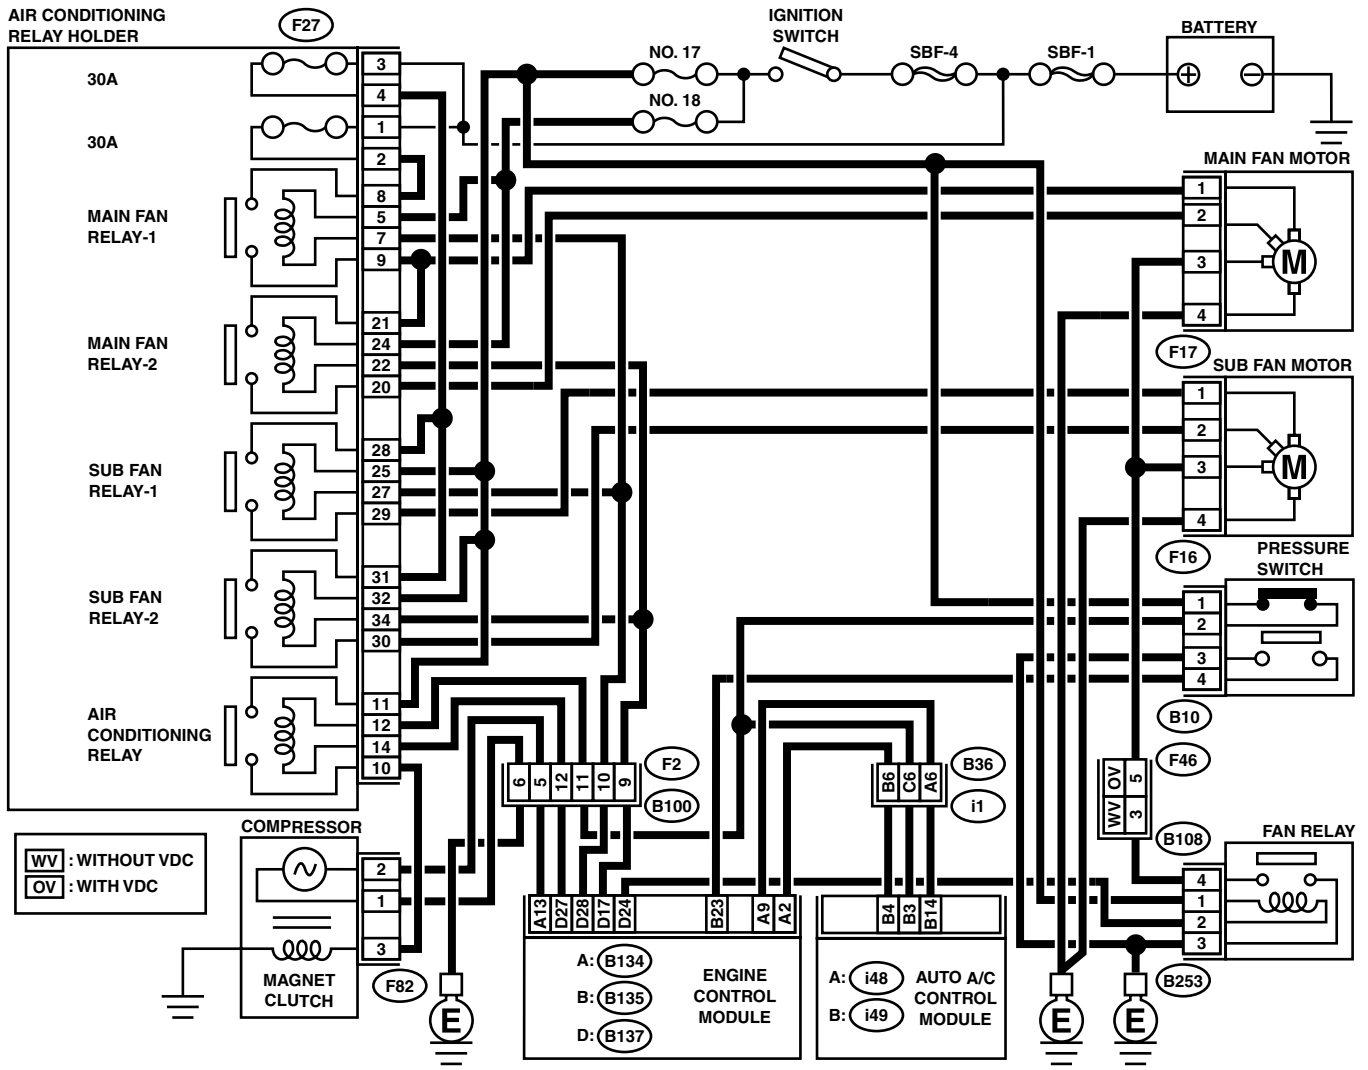 AIR CONDITIONING
RELAY HOLDER
F27
IGNITION
SWITCH
BATTERY
NO. 17
SBF-4
SBF-1
NO. 18
30A
30A
3
4
1
2
8
5
7
9
21
24
22
20
28
25
27
29
31
32
34
30
11
12
14
10
MAIN FAN
RELAY-1
MAIN FAN
RELAY-2
SUB FAN
RELAY-1
SUB FAN
RELAY-2
AIR
CONDITIONING
RELAY
MAIN FAN MOTOR
1
2
3
4
M
F17
SUB FAN MOTOR
1
2
3
4
M
F16
PRESSURE
SWITCH
1
2
3
4
B10
F46
OV 5
WV 3
B108
FAN RELAY
4
1
2
3
B253
6 5 12 11 10 9
F2
B100
B6 C6 A6
B36
i1
COMPRESSOR
2
1
3
MAGNET
CLUTCH
F82
WV : WITHOUT VDC
OV : WITH VDC
A13 D27 D28 D17 D24 B23 A9 A2
A: B134
B: B135
D: B137
ENGINE
CONTROL
MODULE
B4 B3 B14
A: i48
B: i49
AUTO A/C
CONTROL
MODULE
E
E
E